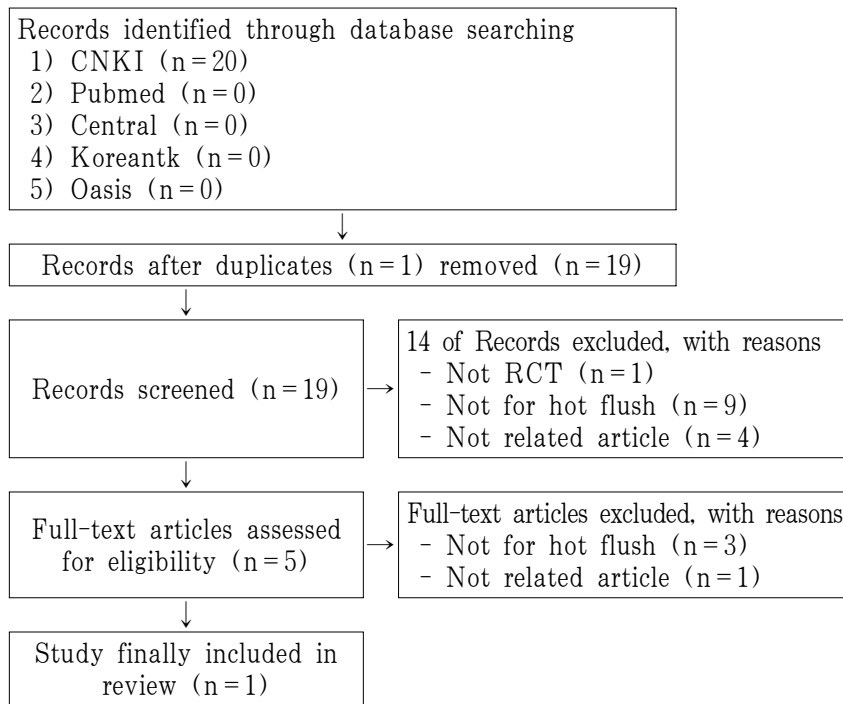 Records identified through database searching
1) CNKI (n=20)
2) Pubmed (n=0)
3) Central (n=0)
4) Koreantk (n=0)
5) Oasis (n=0)
Records after duplicates (n=1) removed (n=19)
Records screened (n=19)
14 of Records excluded, with reasons
- Not RCT (n=1)
- Not for hot flush (n=9)
- Not related article (n=4)
Full-text articles assessed
for eligibility (n=5)
Full-text articles excluded, with reasons
- Not for hot flush (n=3)
- Not related article (n=1)
Study finally included in
review (n=1)